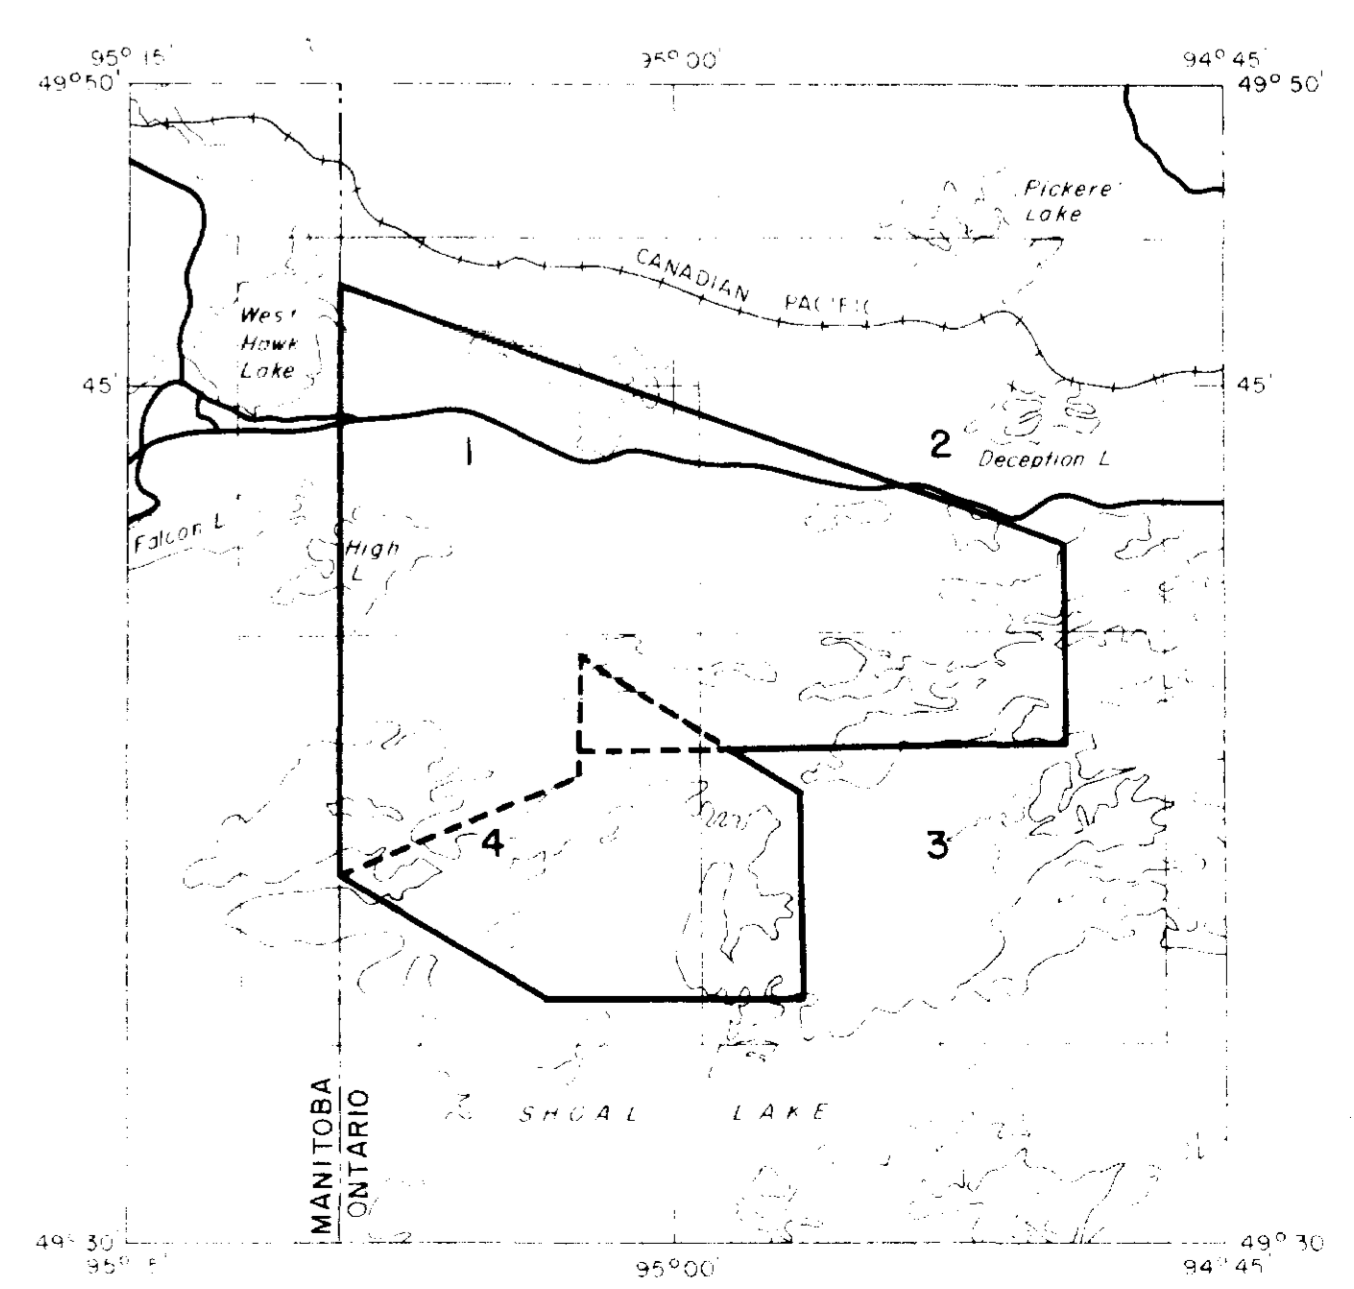 95° 15'
95° 00'
94° 45'
49° 50'
49° 50'
Pickere
Lake
CANADIAN PACIFIC
West
Hawk
Lake
45'
45'
1
2
Deception L
Falcon L
High
L
4
3
MANITOBA
ONTARIO
SHOAL LAKE
49° 30
49° 30
95° 5'
95° 00'
94° 45'